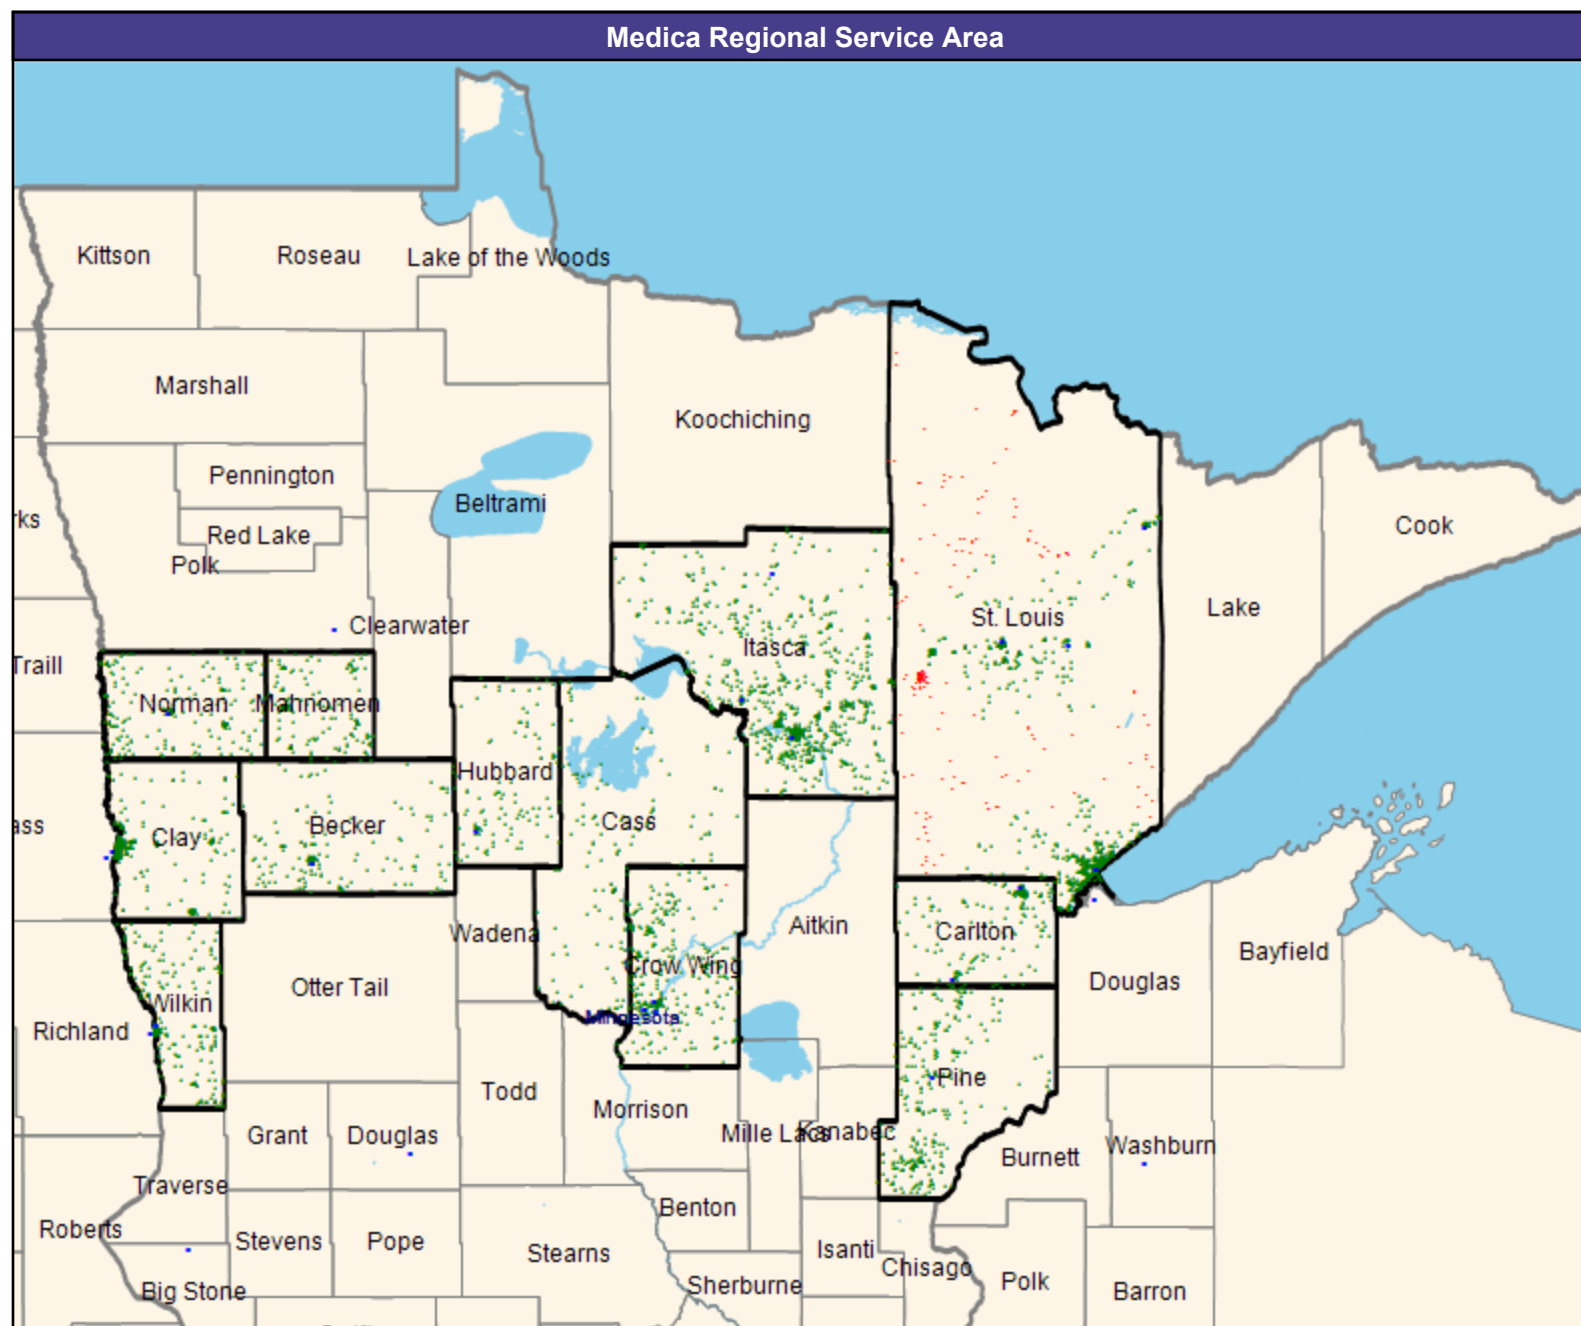 Medica Regional Service Area
Kittson
Roseau
Lake of the Woods
Marshall
Koochiching
Pennington
Beltrami
rks
Red Lake
Cook
Polk
Lake
St. Louis
Clearwater
Itasca
Traill
Norman
Mahnomen
Hubbard
Cass
ass
Clay
Becker
Aitkin
Carlton
Wadena
Bayfield
Crow Wing
Douglas
Otter Tail
Wilkin
Minnesota
Richland
Pine
Todd
Morrison
Grant
Douglas
Mille Lacs
Kanabec
Washburn
Burnett
Traverse
Benton
Roberts
Stevens
Pope
Stearns
Isanti
Chisago
Polk
Sherburne
Big Stone
Barron